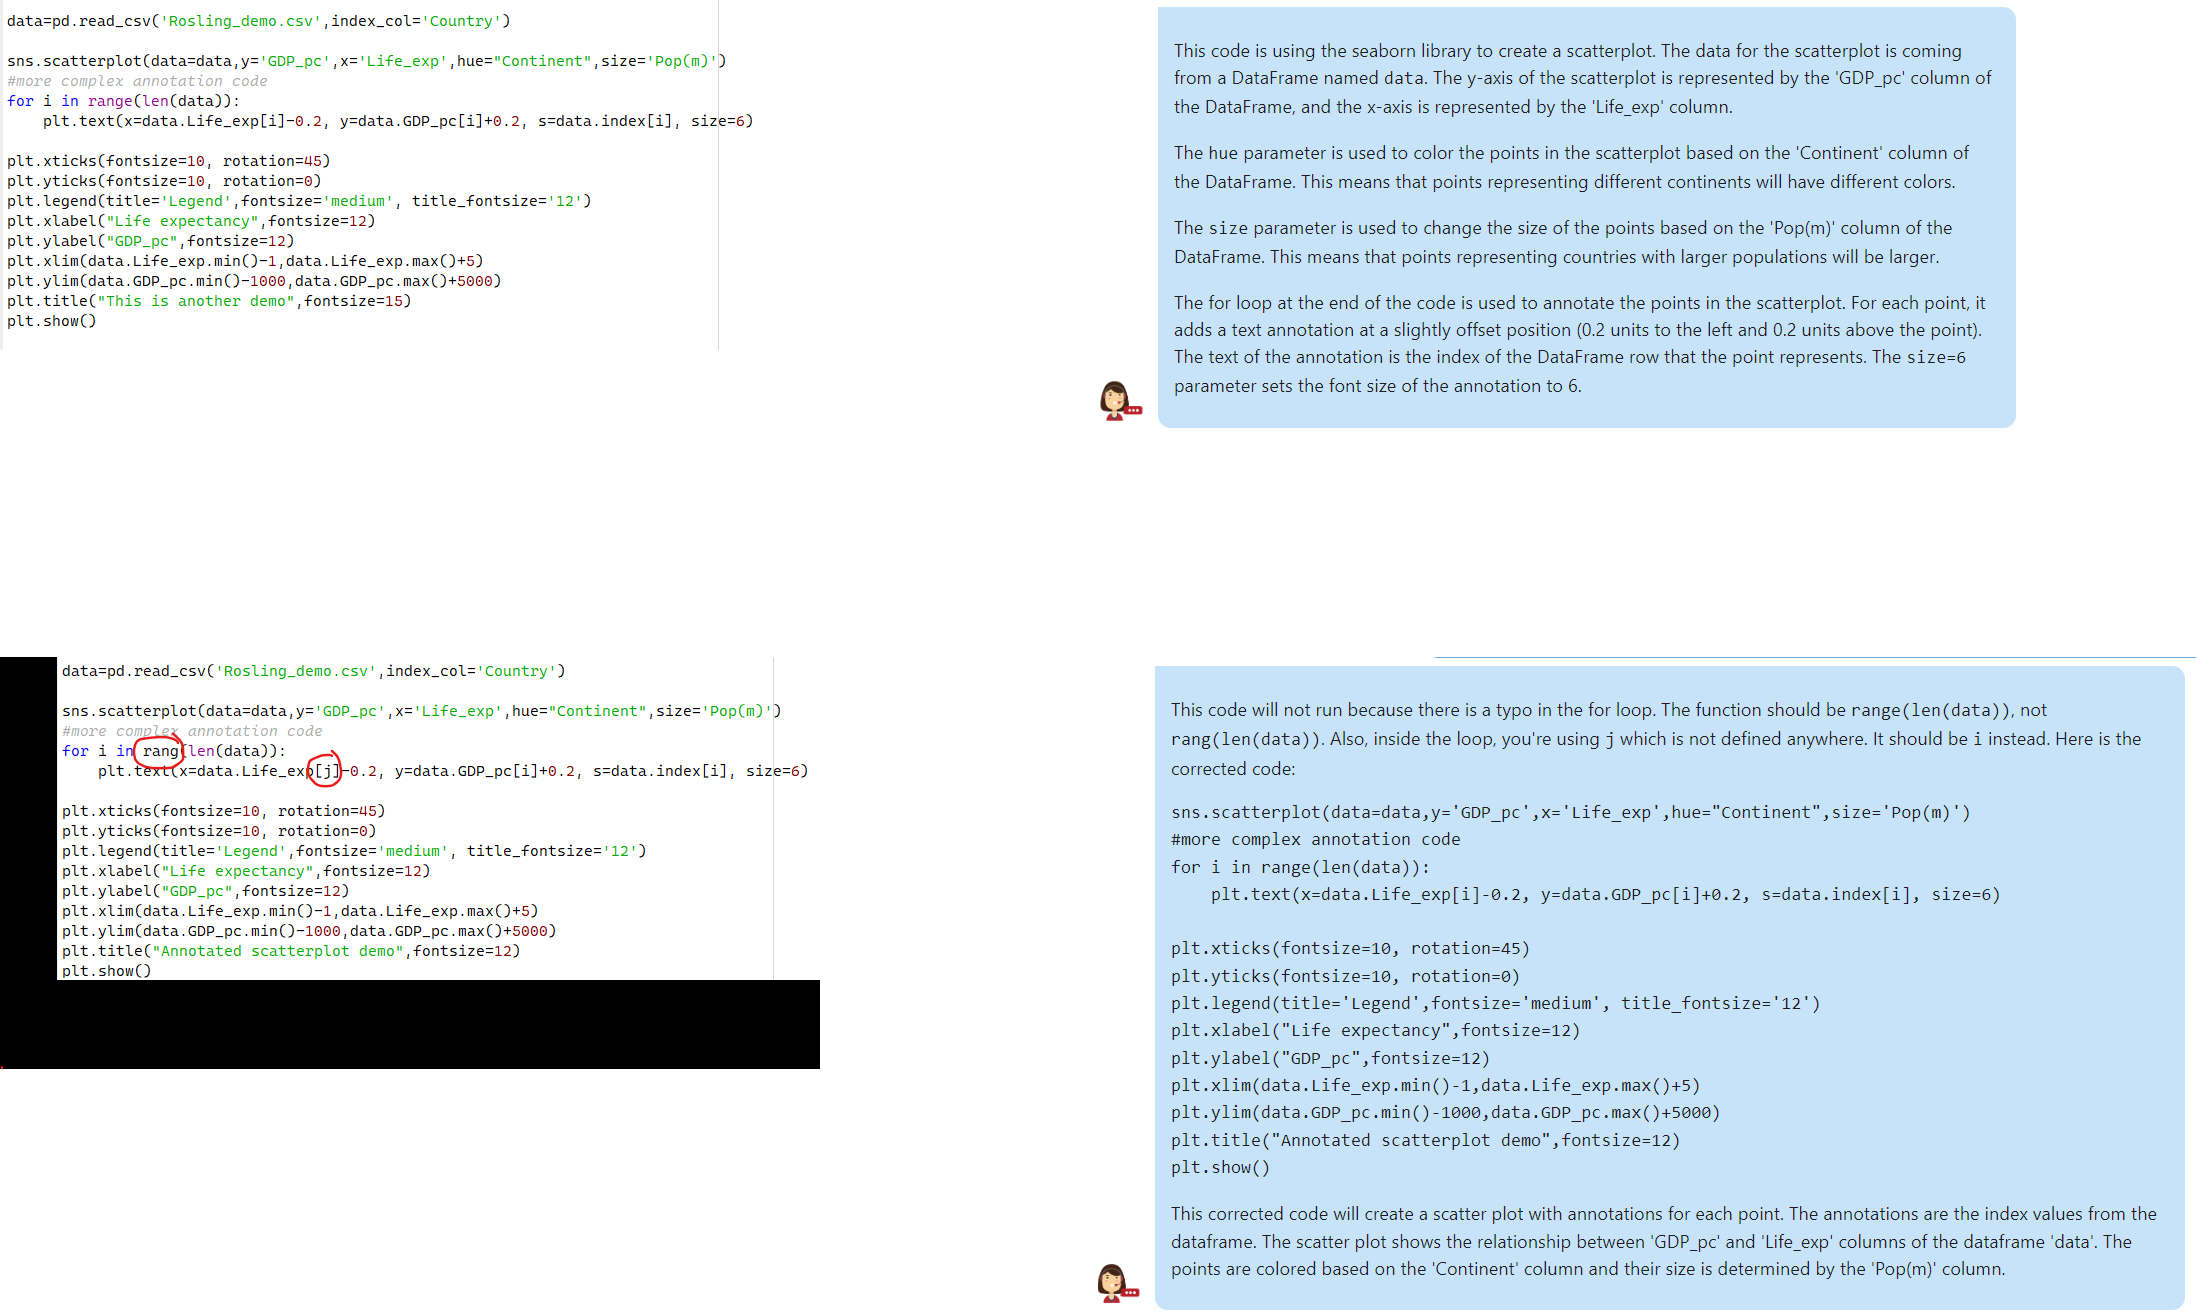 data=pd.read_csv('Rosling_demo.csv',index_col='Country')
sns.scatterplot(data=data,y='GDP_pc',x='Life_exp',hue="Continent",size='Pop(m)')
#more complex annotation code
for i in range(len(data)):
    plt.text(x=data.Life_exp[i]-0.2, y=data.GDP_pc[i]+0.2, s=data.index[i], size=6)
plt.xticks(fontsize=10, rotation=45)
plt.yticks(fontsize=10, rotation=0)
plt.legend(title='Legend',fontsize='medium', title_fontsize='12')
plt.xlabel("Life expectancy",fontsize=12)
plt.ylabel("GDP_pc",fontsize=12)
plt.xlim(data.Life_exp.min()-1,data.Life_exp.max()+5)
plt.ylim(data.GDP_pc.min()-1000,data.GDP_pc.max()+5000)
plt.title("This is another demo",fontsize=15)
plt.show()
This code is using the seaborn library to create a scatterplot. The data for the scatterplot is coming
from a DataFrame named data. The y-axis of the scatterplot is represented by the 'GDP_pc' column of
the DataFrame, and the x-axis is represented by the 'Life_exp' column.
The hue parameter is used to color the points in the scatterplot based on the 'Continent' column of
the DataFrame. This means that points representing different continents will have different colors.
The size parameter is used to change the size of the points based on the 'Pop(m)' column of the
DataFrame. This means that points representing countries with larger populations will be larger.
The for loop at the end of the code is used to annotate the points in the scatterplot. For each point, it
adds a text annotation at a slightly offset position (0.2 units to the left and 0.2 units above the point).
The text of the annotation is the index of the DataFrame row that the point represents. The size=6
parameter sets the font size of the annotation to 6.
data=pd.read_csv('Rosling_demo.csv',index_col='Country')
sns.scatterplot(data=data,y='GDP_pc',x='Life_exp',hue="Continent",size='Pop(m)')
#more complex annotation code
for i in rang(len(data)):
    plt.text(x=data.Life_exp[j]-0.2, y=data.GDP_pc[i]+0.2, s=data.index[i], size=6)
plt.xticks(fontsize=10, rotation=45)
plt.yticks(fontsize=10, rotation=0)
plt.legend(title='Legend',fontsize='medium', title_fontsize='12')
plt.xlabel("Life expectancy",fontsize=12)
plt.ylabel("GDP_pc",fontsize=12)
plt.xlim(data.Life_exp.min()-1,data.Life_exp.max()+5)
plt.ylim(data.GDP_pc.min()-1000,data.GDP_pc.max()+5000)
plt.title("Annotated scatterplot demo",fontsize=12)
plt.show()
This code will not run because there is a typo in the for loop. The function should be range(len(data)), not
rang(len(data)). Also, inside the loop, you're using j which is not defined anywhere. It should be i instead. Here is the
corrected code:
sns.scatterplot(data=data,y='GDP_pc',x='Life_exp',hue="Continent",size='Pop(m)')
#more complex annotation code
for i in range(len(data)):
    plt.text(x=data.Life_exp[i]-0.2, y=data.GDP_pc[i]+0.2, s=data.index[i], size=6)
plt.xticks(fontsize=10, rotation=45)
plt.yticks(fontsize=10, rotation=0)
plt.legend(title='Legend',fontsize='medium', title_fontsize='12')
plt.xlabel("Life expectancy",fontsize=12)
plt.ylabel("GDP_pc",fontsize=12)
plt.xlim(data.Life_exp.min()-1,data.Life_exp.max()+5)
plt.ylim(data.GDP_pc.min()-1000,data.GDP_pc.max()+5000)
plt.title("Annotated scatterplot demo",fontsize=12)
plt.show()
This corrected code will create a scatter plot with annotations for each point. The annotations are the index values from the
dataframe. The scatter plot shows the relationship between 'GDP_pc' and 'Life_exp' columns of the dataframe 'data'. The
points are colored based on the 'Continent' column and their size is determined by the 'Pop(m)' column.